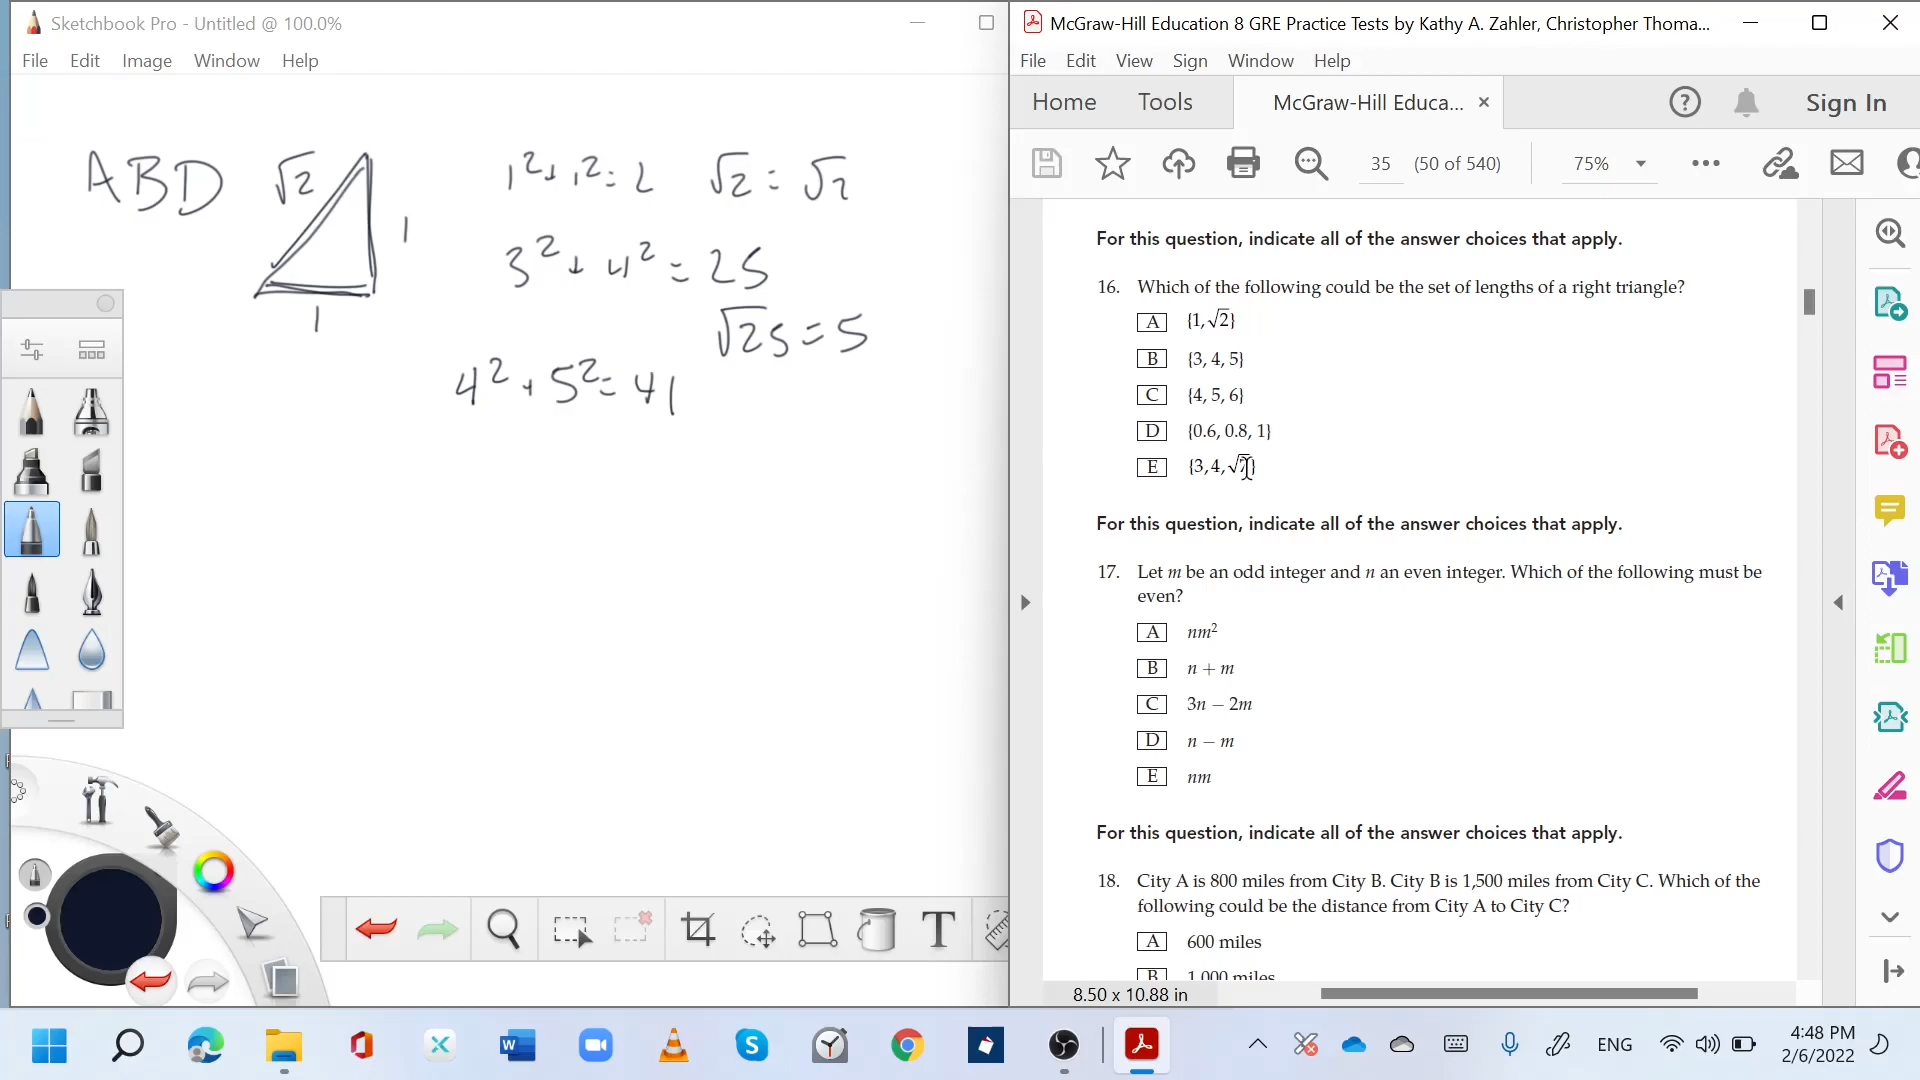 Sketchbook Pro - Untitled @ 100.0%
File Edit Image Window Help
ABD √2 1 1
1²+1²=2 √2=√2
3²+4²=25
√25=5
4²+5²=41
McGraw-Hill Education 8 GRE Practice Tests by Kathy A. Zahler, Christopher Thoma...
File Edit View Sign Window Help
Home Tools McGraw-Hill Educa... × Sign In
35 (50 of 540) 75%
For this question, indicate all of the answer choices that apply.
16. Which of the following could be the set of lengths of a right triangle?
A {1, √2}
B {3, 4, 5}
C {4, 5, 6}
D {0.6, 0.8, 1}
E {3, 4, √7}
For this question, indicate all of the answer choices that apply.
17. Let m be an odd integer and n an even integer. Which of the following must be
even?
A nm²
B n + m
C 3n – 2m
D n – m
E nm
For this question, indicate all of the answer choices that apply.
18. City A is 800 miles from City B. City B is 1,500 miles from City C. Which of the
following could be the distance from City A to City C?
A 600 miles
B 1,000 miles
8.50 x 10.88 in
T
ENG
4:48 PM
2/6/2022